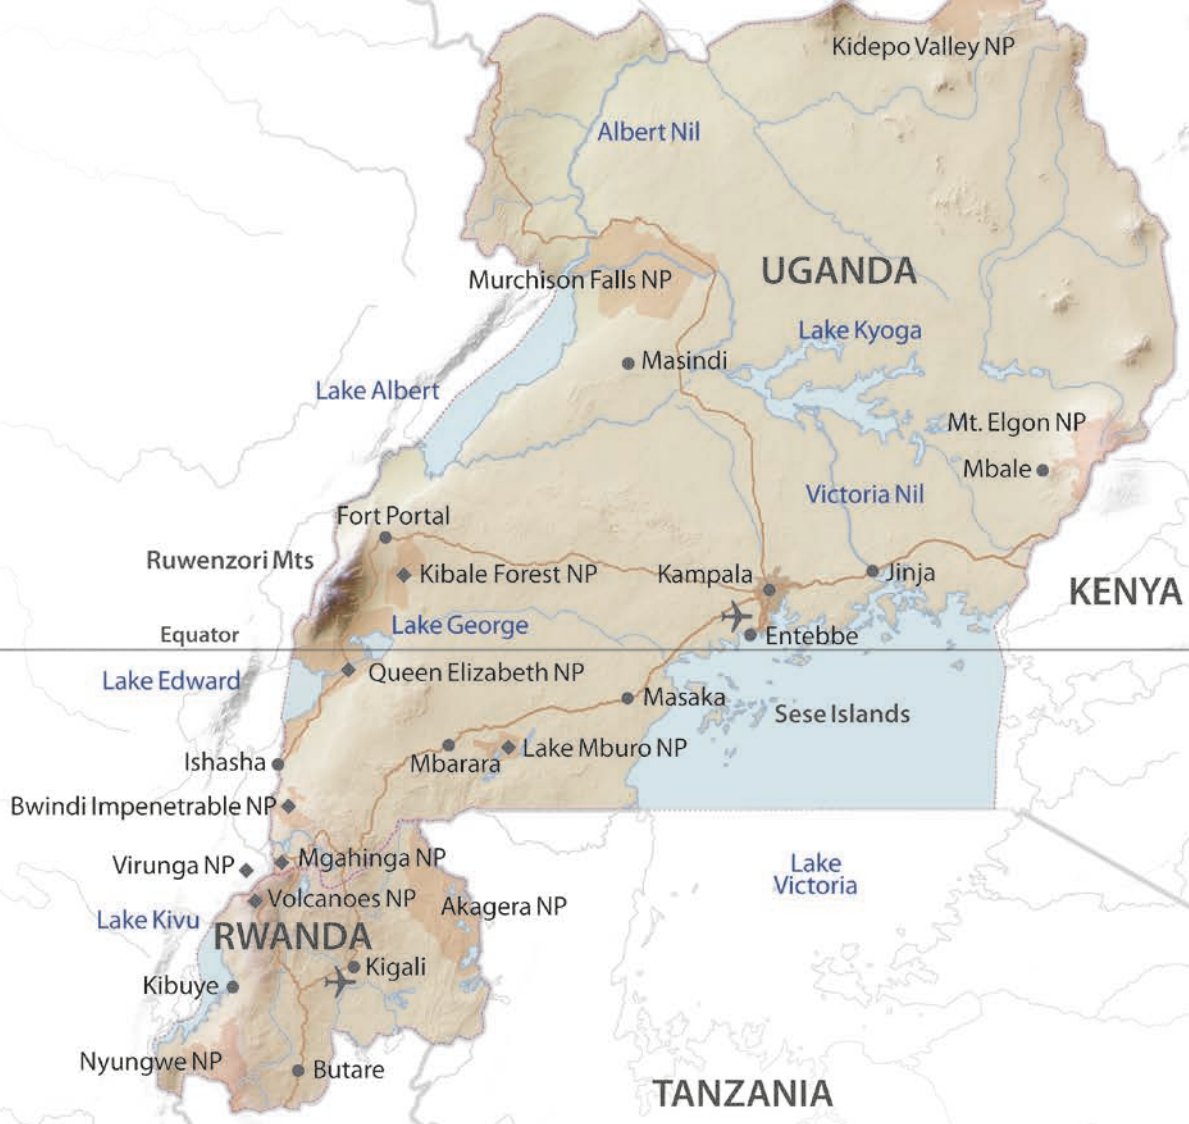 Kidepo Valley NP
Albert Nil
UGANDA
Murchison Falls NP
Lake Kyoga
Masindi
Lake Albert
Mt. Elgon NP
Mbale
Victoria Nil
Fort Portal
Ruwenzori Mts
Kibale Forest NP
Kampala
Jinja
KENYA
Lake George
Equator
Entebbe
Lake Edward
Queen Elizabeth NP
Masaka
Sese Islands
Ishasha
Mbarara
Lake Mburo NP
Bwindi Impenetrable NP
Mgahinga NP
Virunga NP
Lake
Victoria
Volcanoes NP
Akagera NP
Lake Kivu
RWANDA
Kigali
Kibuye
Nyungwe NP
Butare
TANZANIA